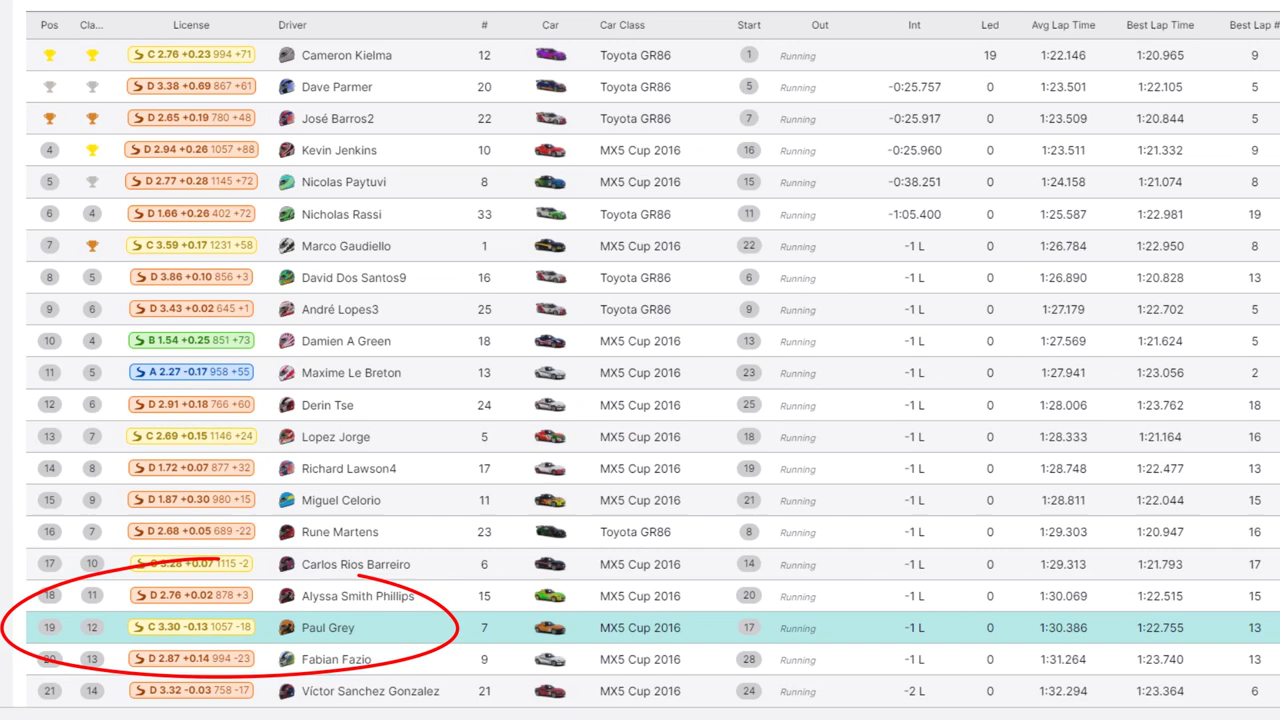 Pos Cla... License Driver # Car Car Class Start Out Int Led Avg Lap Time Best Lap Time Best Lap #
C 2.76 +0.23 994 +71 Cameron Kielma 12 Toyota GR86 1 Running 19 1:22.146 1:20.965 9
D 3.38 +0.69 867 +61 Dave Parmer 20 Toyota GR86 5 Running -0:25.757 0 1:23.501 1:22.105 5
D 2.65 +0.19 780 +48 José Barros2 22 Toyota GR86 7 Running -0:25.917 0 1:23.509 1:20.844 5
4 D 2.94 +0.26 1057 +88 Kevin Jenkins 10 MX5 Cup 2016 16 Running -0:25.960 0 1:23.511 1:21.332 9
5 D 2.77 +0.28 1145 +72 Nicolas Paytuvi 8 MX5 Cup 2016 15 Running -0:38.251 0 1:24.158 1:21.074 8
6 4 D 1.66 +0.26 402 +72 Nicholas Rassi 33 Toyota GR86 11 Running -1:05.400 0 1:25.587 1:22.981 19
7 C 3.59 +0.17 1231 +58 Marco Gaudiello 1 MX5 Cup 2016 22 Running -1 L 0 1:26.784 1:22.950 8
8 5 D 3.86 +0.10 856 +3 David Dos Santos9 16 Toyota GR86 6 Running -1 L 0 1:26.890 1:20.828 13
9 6 D 3.43 +0.02 645 +1 André Lopes3 25 Toyota GR86 9 Running -1 L 0 1:27.179 1:22.702 5
10 4 B 1.54 +0.25 851 +73 Damien A Green 18 MX5 Cup 2016 13 Running -1 L 0 1:27.569 1:21.624 5
11 5 A 2.27 -0.17 958 +55 Maxime Le Breton 13 MX5 Cup 2016 23 Running -1 L 0 1:27.941 1:23.056 2
12 6 D 2.91 +0.18 766 +60 Derin Tse 24 MX5 Cup 2016 25 Running -1 L 0 1:28.006 1:23.762 18
13 7 C 2.69 +0.15 1146 +24 Lopez Jorge 5 MX5 Cup 2016 18 Running -1 L 0 1:28.333 1:21.164 16
14 8 D 1.72 +0.07 877 +32 Richard Lawson4 17 MX5 Cup 2016 19 Running -1 L 0 1:28.748 1:22.477 13
15 9 D 1.87 +0.30 980 +15 Miguel Celorio 11 MX5 Cup 2016 21 Running -1 L 0 1:28.811 1:22.044 15
16 7 D 2.68 +0.05 689 -22 Rune Martens 23 Toyota GR86 8 Running -1 L 0 1:29.303 1:20.947 16
17 10 C 3.28 +0.07 1115 -2 Carlos Rios Barreiro 6 MX5 Cup 2016 14 Running -1 L 0 1:29.313 1:21.793 17
18 11 D 2.76 +0.02 878 +3 Alyssa Smith Phillips 15 MX5 Cup 2016 20 Running -1 L 0 1:30.069 1:22.515 15
19 12 C 3.30 -0.13 1057 -18 Paul Grey 7 MX5 Cup 2016 17 Running -1 L 0 1:30.386 1:22.755 13
20 13 D 2.87 +0.14 994 -23 Fabian Fazio 9 MX5 Cup 2016 28 Running -1 L 0 1:31.264 1:23.740 13
21 14 D 3.32 -0.03 758 -17 Víctor Sanchez Gonzalez 21 MX5 Cup 2016 24 Running -2 L 0 1:32.294 1:23.364 6